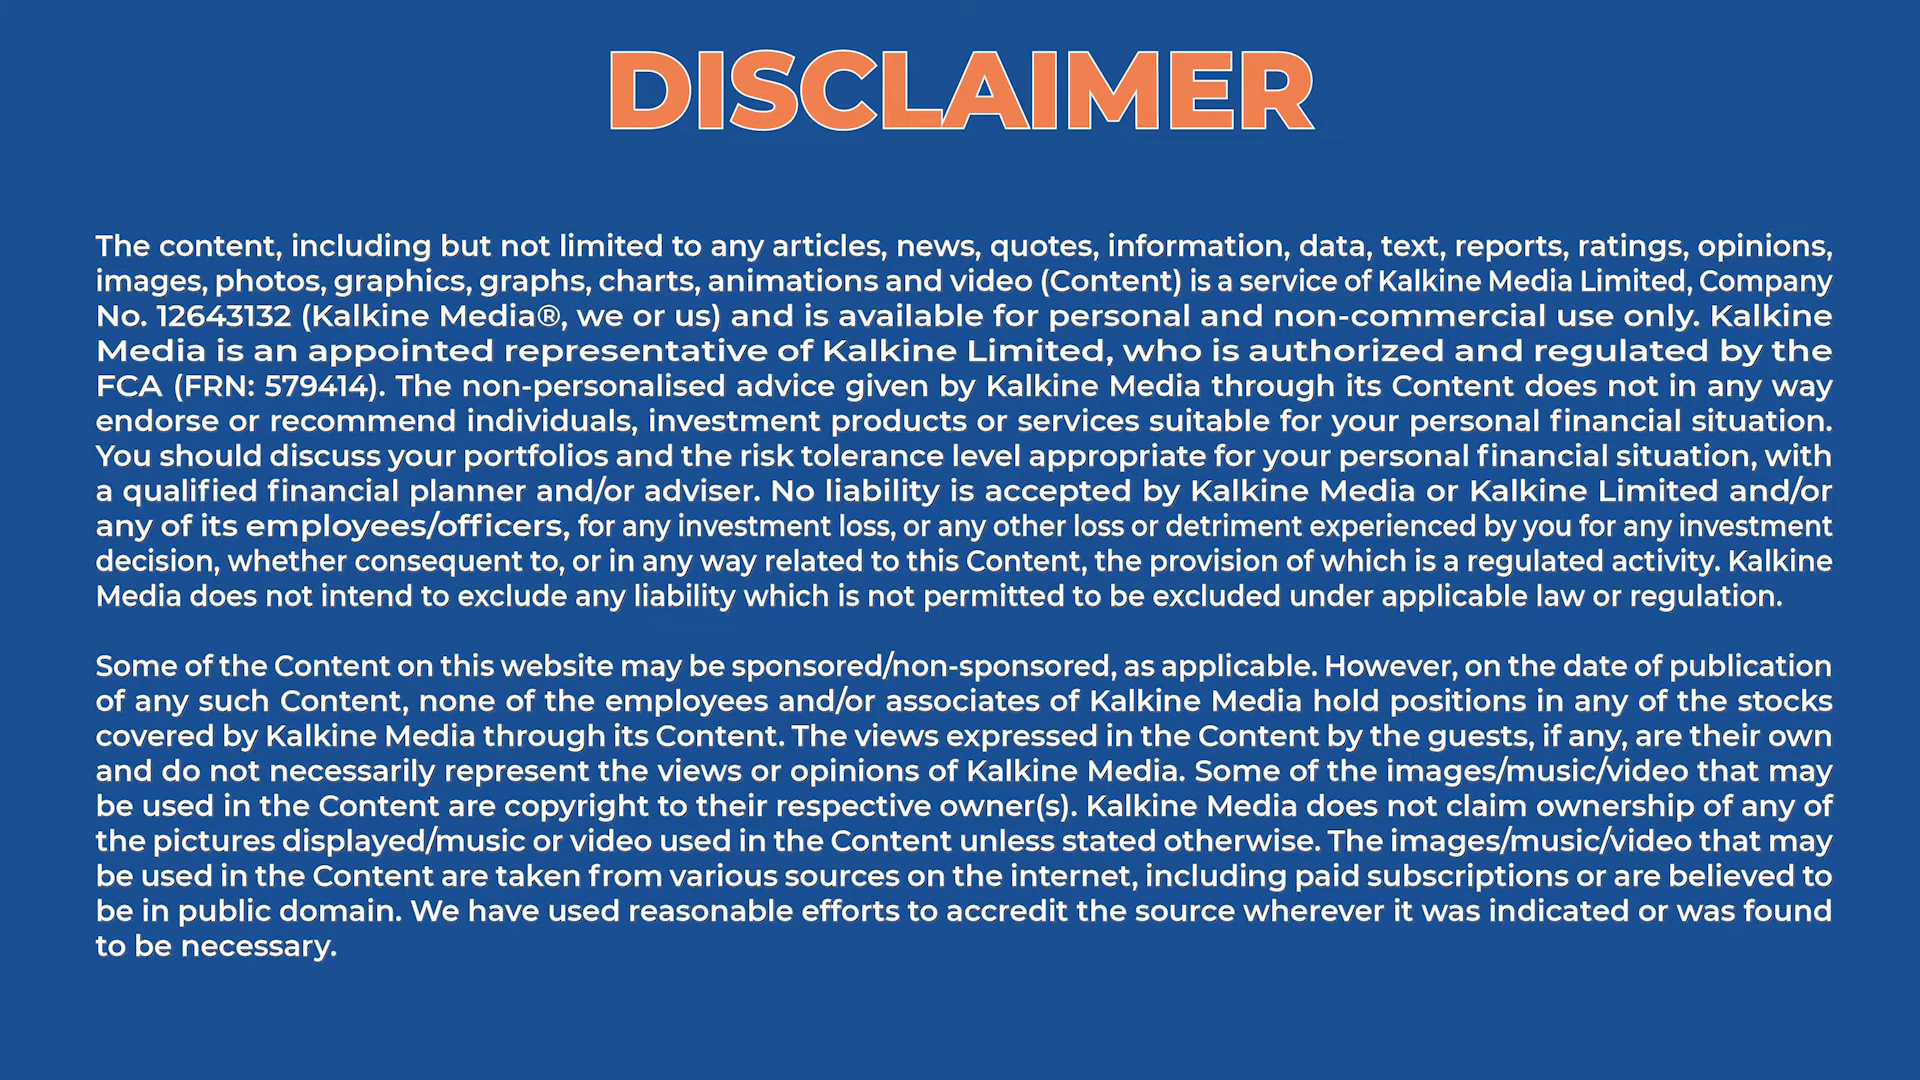 DISCLAIMER
The content, including but not limited to any articles, news, quotes, information, data, text, reports, ratings, opinions,
images, photos, graphics, graphs, charts, animations and video (Content) is a service of Kalkine Media Limited, Company
No. 12643132 (Kalkine Media®, we or us) and is available for personal and non-commercial use only. Kalkine
Media is an appointed representative of Kalkine Limited, who is authorized and regulated by the
FCA (FRN: 579414). The non-personalised advice given by Kalkine Media through its Content does not in any way
endorse or recommend individuals, investment products or services suitable for your personal financial situation.
You should discuss your portfolios and the risk tolerance level appropriate for your personal financial situation, with
a qualified financial planner and/or adviser. No liability is accepted by Kalkine Media or Kalkine Limited and/or
any of its employees/officers, for any investment loss, or any other loss or detriment experienced by you for any investment
decision, whether consequent to, or in any way related to this Content, the provision of which is a regulated activity. Kalkine
Media does not intend to exclude any liability which is not permitted to be excluded under applicable law or regulation.
Some of the Content on this website may be sponsored/non-sponsored, as applicable. However, on the date of publication
of any such Content, none of the employees and/or associates of Kalkine Media hold positions in any of the stocks
covered by Kalkine Media through its Content. The views expressed in the Content by the guests, if any, are their own
and do not necessarily represent the views or opinions of Kalkine Media. Some of the images/music/video that may
be used in the Content are copyright to their respective owner(s). Kalkine Media does not claim ownership of any of
the pictures displayed/music or video used in the Content unless stated otherwise. The images/music/video that may
be used in the Content are taken from various sources on the internet, including paid subscriptions or are believed to
be in public domain. We have used reasonable efforts to accredit the source wherever it was indicated or was found
to be necessary.